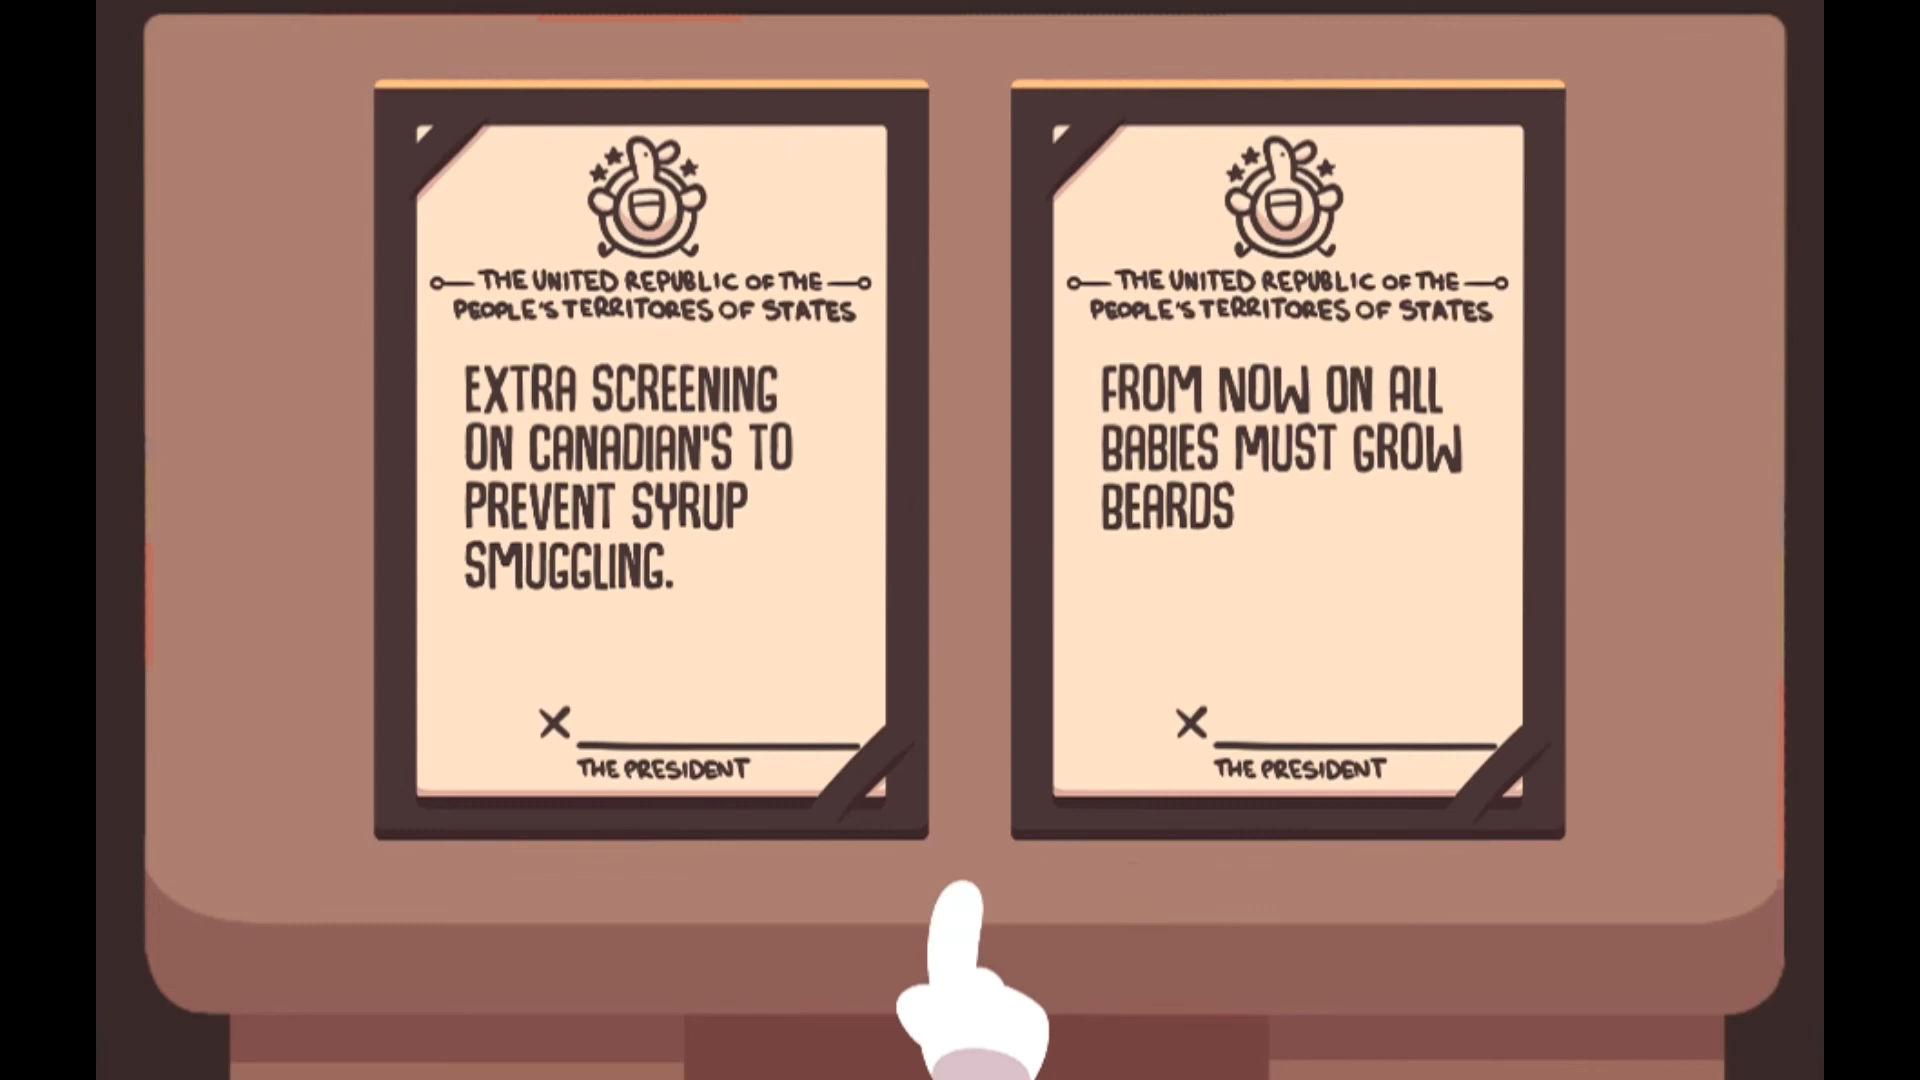 THE UNITED REPUBLIC OF THE
PEOPLE'S TERRITORES OF STATES
EXTRA SCREENING
ON CANADIAN'S TO
PREVENT SYRUP
SMUGGLING.
X
THE PRESIDENT
THE UNITED REPUBLIC OF THE
PEOPLE'S TERRITORES OF STATES
FROM NOW ON ALL
BABIES MUST GROW
BEARDS
X
THE PRESIDENT